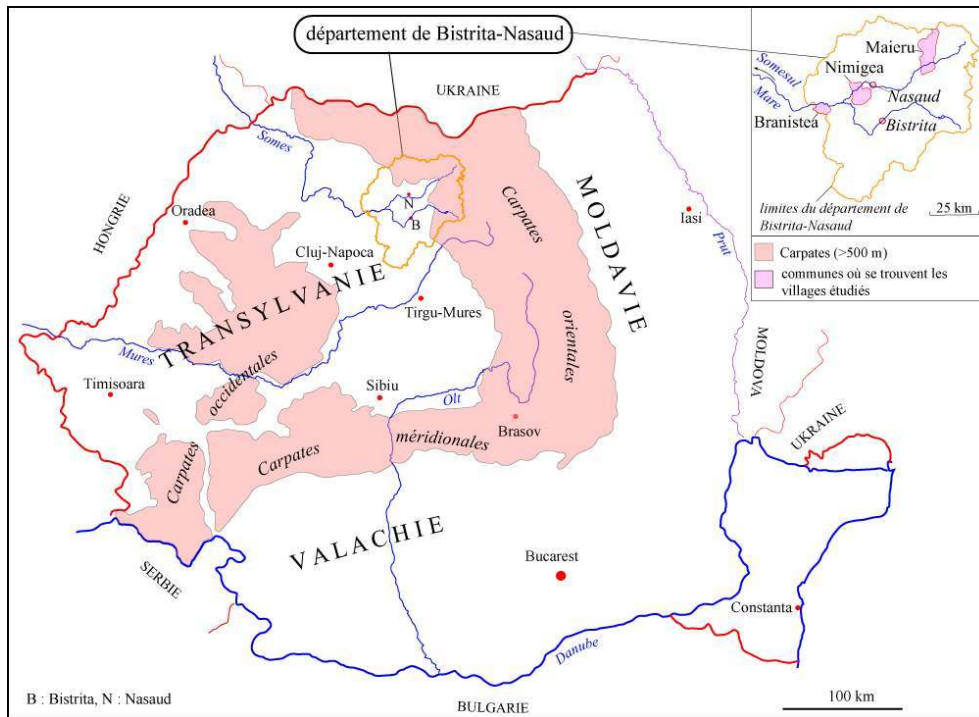 département de Bistrita-Nasaud
UKRAINE
Somes
HONGRIE
Oradea
N
B
Cluj-Napoca
TRANSYLVANIE
Tirgu-Mures
Carpates
orientales
MOLDAVIE
Iasi
Prut
Mures
Timisoara
occidentales
Carpates
Sibiu
Olt
Brasov
Carpates
méridionales
MOLDOVA
UKRAINE
VALACHIE
SERBIE
Bucarest
Constanta
Danube
BULGARIE
B : Bistrita, N : Nasaud
100 km
Maieru
Nimigea
Somesul
Mare
Nasaud
Branistea
Bistrita
limites du département de
Bistrita-Nasaud
25 km
Carpates (>500 m)
communes où se trouvent les
villages étudiés